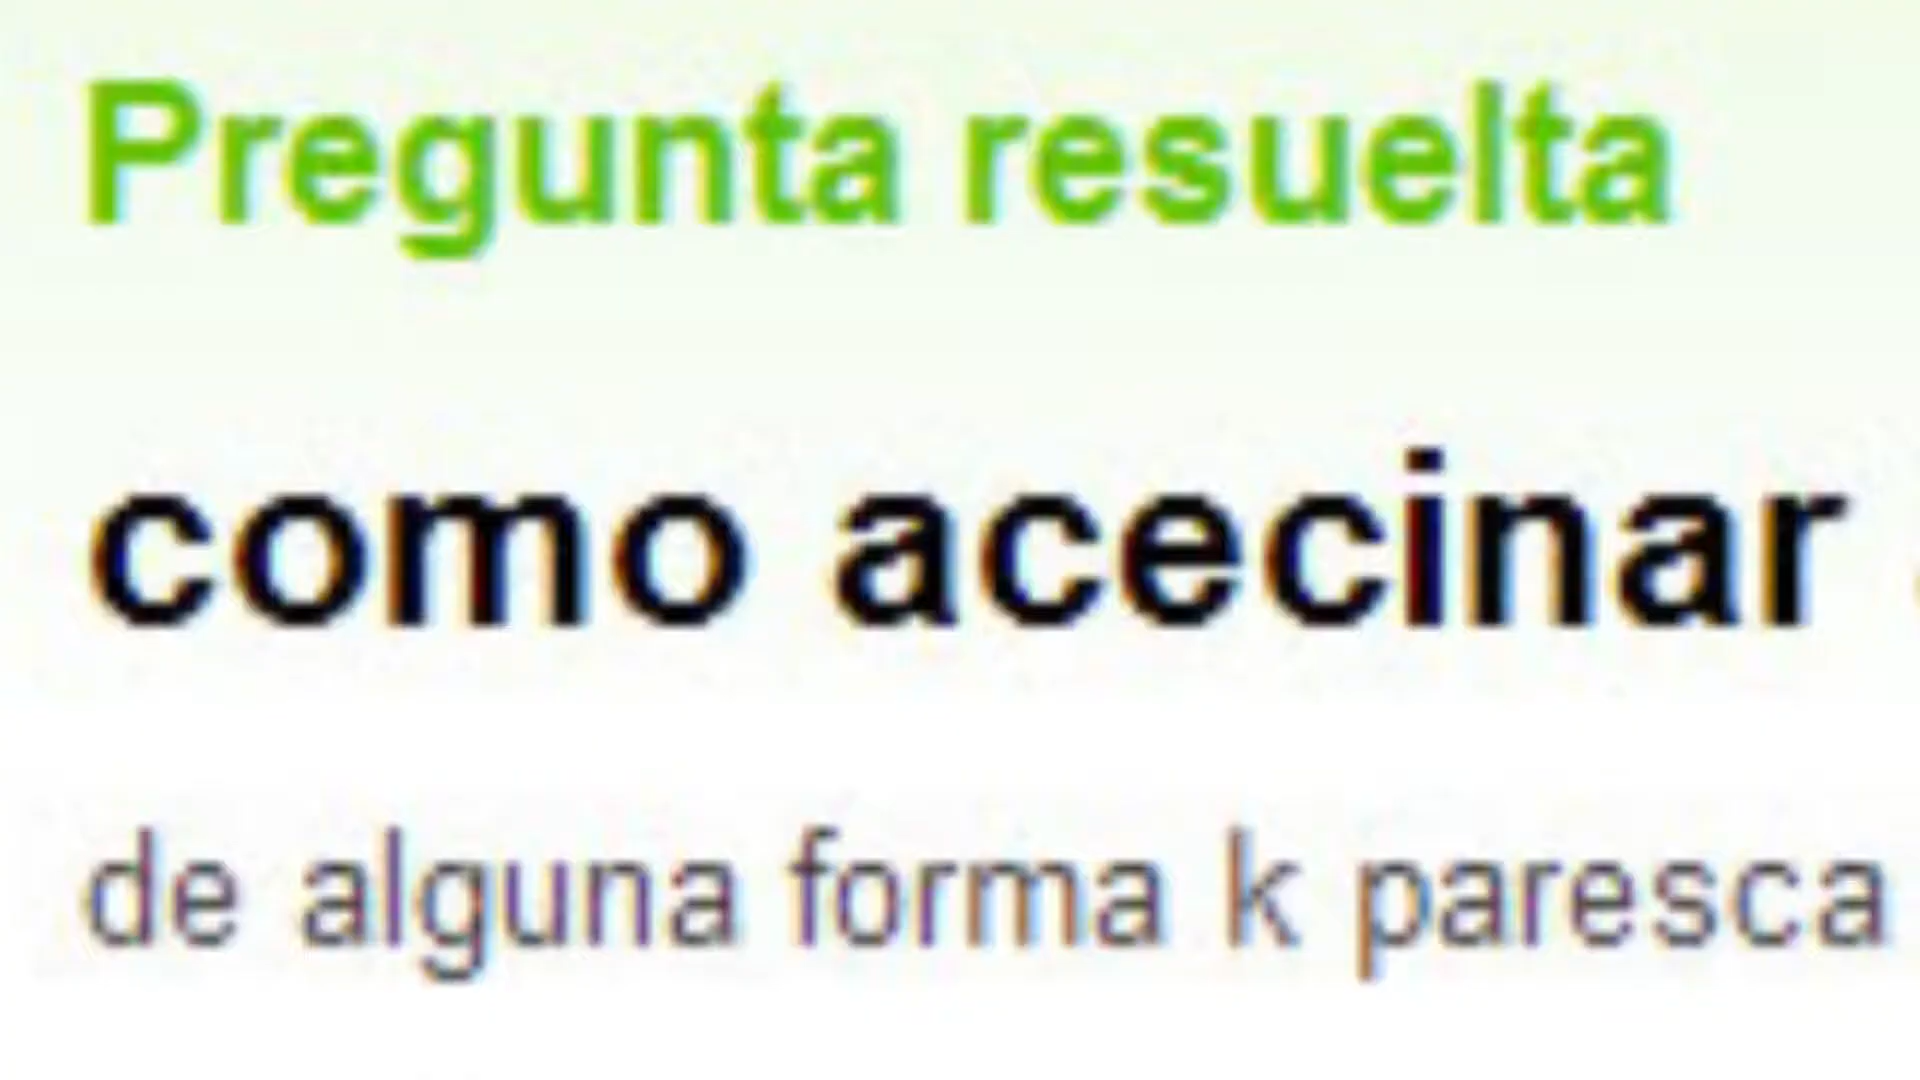 Pregunta resuelta
como acecinar
de alguna forma k paresca